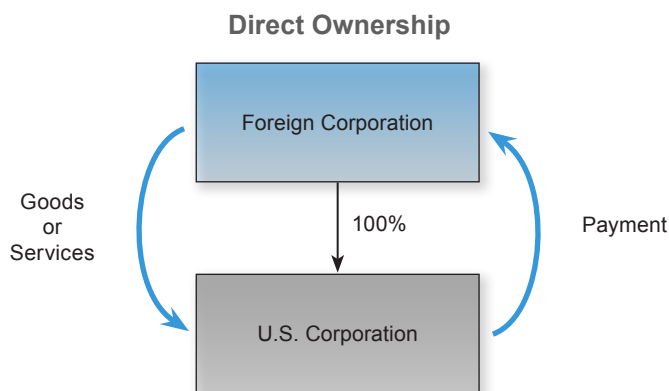 Direct Ownership
Foreign Corporation
Goods
or
Services
100%
Payment
U.S. Corporation